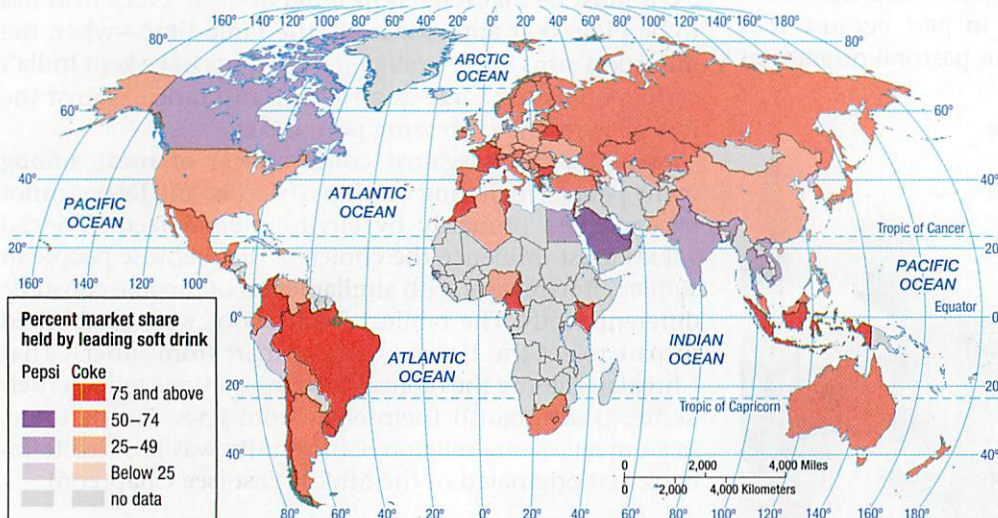 In part because
pastoral
160° 140° 120° 100° 80° 60° 40° 20° 0° 20° 40° 60° 80° 100° 120° 140° 160° 180°
80° 80°
ARCTIC
OCEAN
60° 60°
40° 40°
PACIFIC
OCEAN
ATLANTIC
OCEAN
20° 20°
Tropic of Cancer
PACIFIC
OCEAN
160° 140° 120° 100°
Equator
0° 0°
INDIAN
OCEAN
ATLANTIC
OCEAN
20° 20°
Tropic of Capricorn
40° 40°
Percent market share
held by leading soft drink
Pepsi Coke
75 and above
50–74
25–49
Below 25
no data
0 2,000 4,000 Miles
0 2,000 4,000 Kilometers
80° 60° 40° 20° 0° 20° 40° 60° 80° 100° 120° 140° 160° 180°